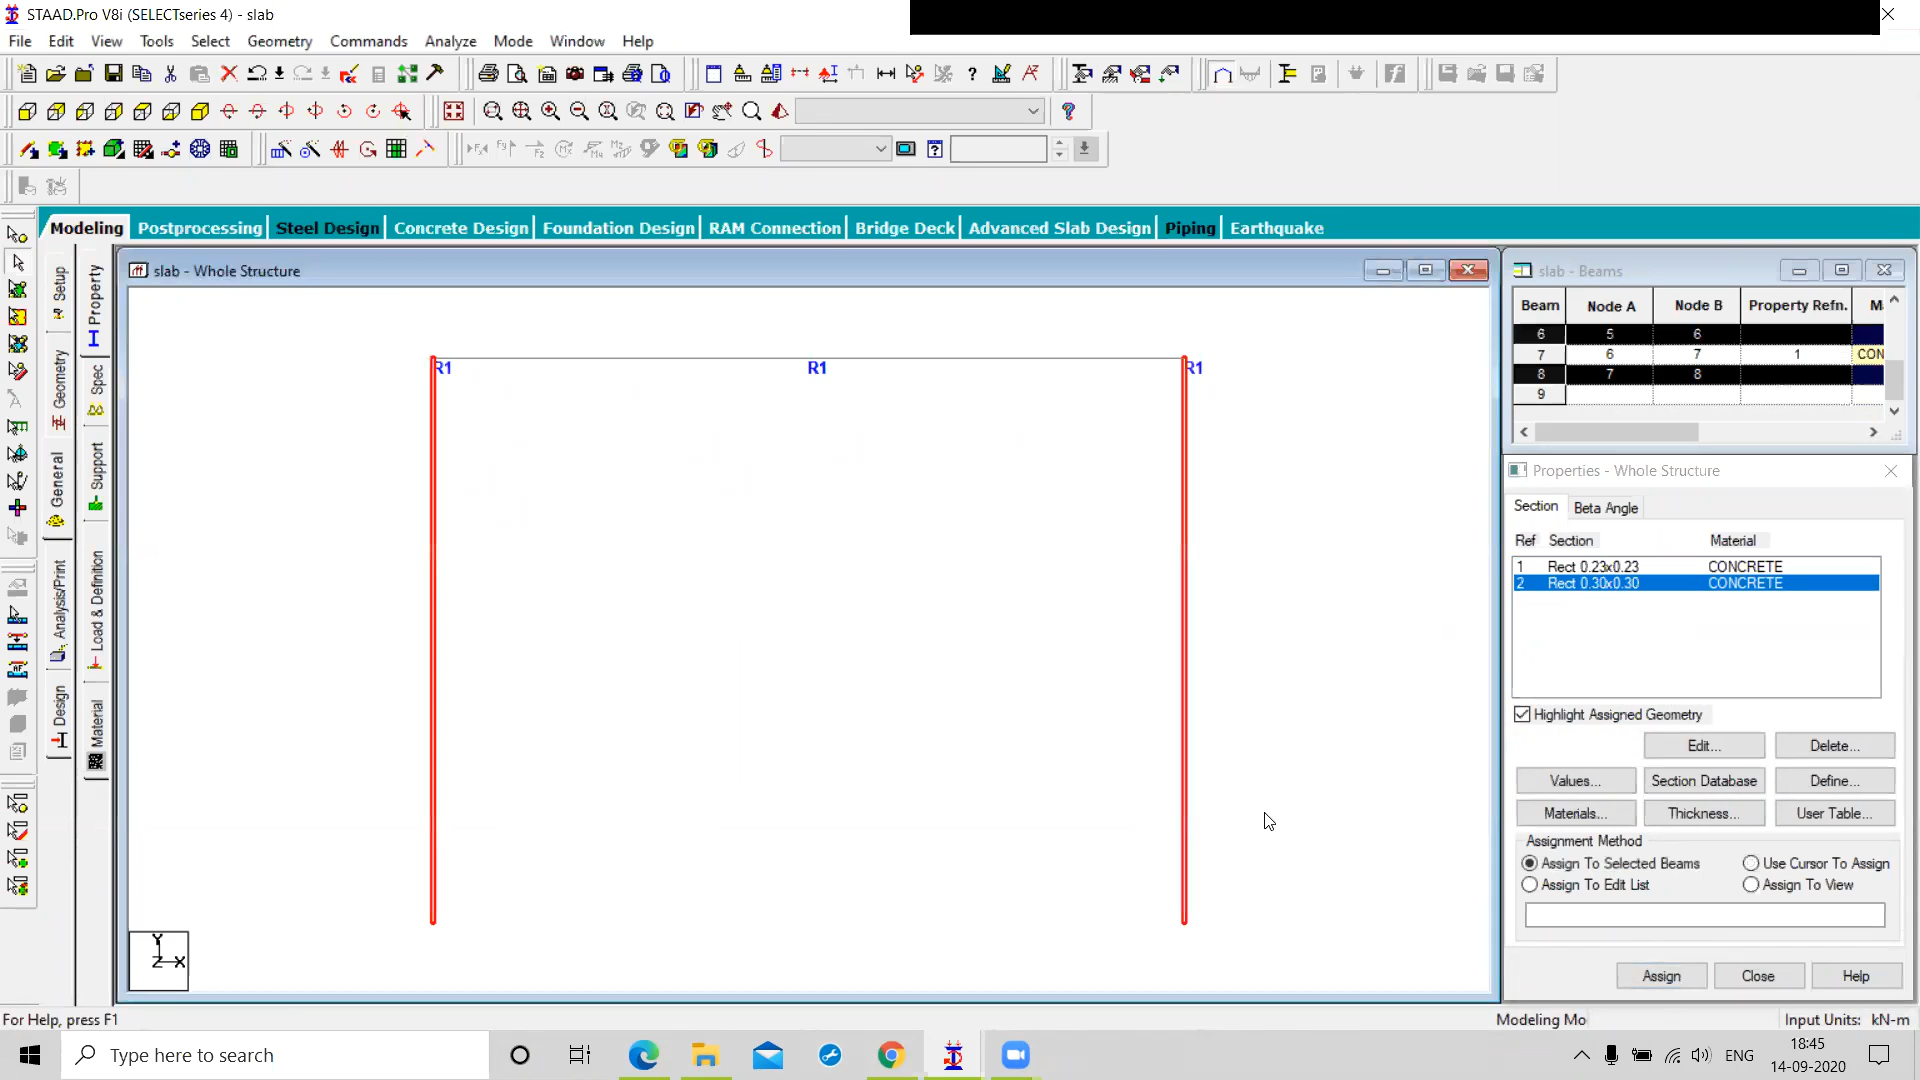 STAAD.Pro V8i (SELECTseries 4) - slab
File Edit View Tools Select Geometry Commands Analyze Mode Window Help
Modeling Postprocessing Steel Design Concrete Design Foundation Design RAM Connection Bridge Deck Advanced Slab Design Piping Earthquake
Setup
Geometry
General
Analysis/Print
Design
Property
Spec
Support
Load & Definition
Material
slab - Whole Structure
R1 R1 R1
Y
Z X
slab - Beams
Beam Node A Node B Property Refn. M
6 5 6
7 6 7 1 CON
8 7 8
9
Properties - Whole Structure
Section Beta Angle
Ref Section Material
1 Rect 0.23x0.23 CONCRETE
2 Rect 0.30x0.30 CONCRETE
Highlight Assigned Geometry
Edit... Delete...
Values... Section Database Define...
Materials... Thickness... User Table...
Assignment Method
Assign To Selected Beams Use Cursor To Assign
Assign To Edit List Assign To View
Assign Close Help
For Help, press F1
Modeling Mo Input Units: kN-m
Type here to search
ENG
18:45
14-09-2020